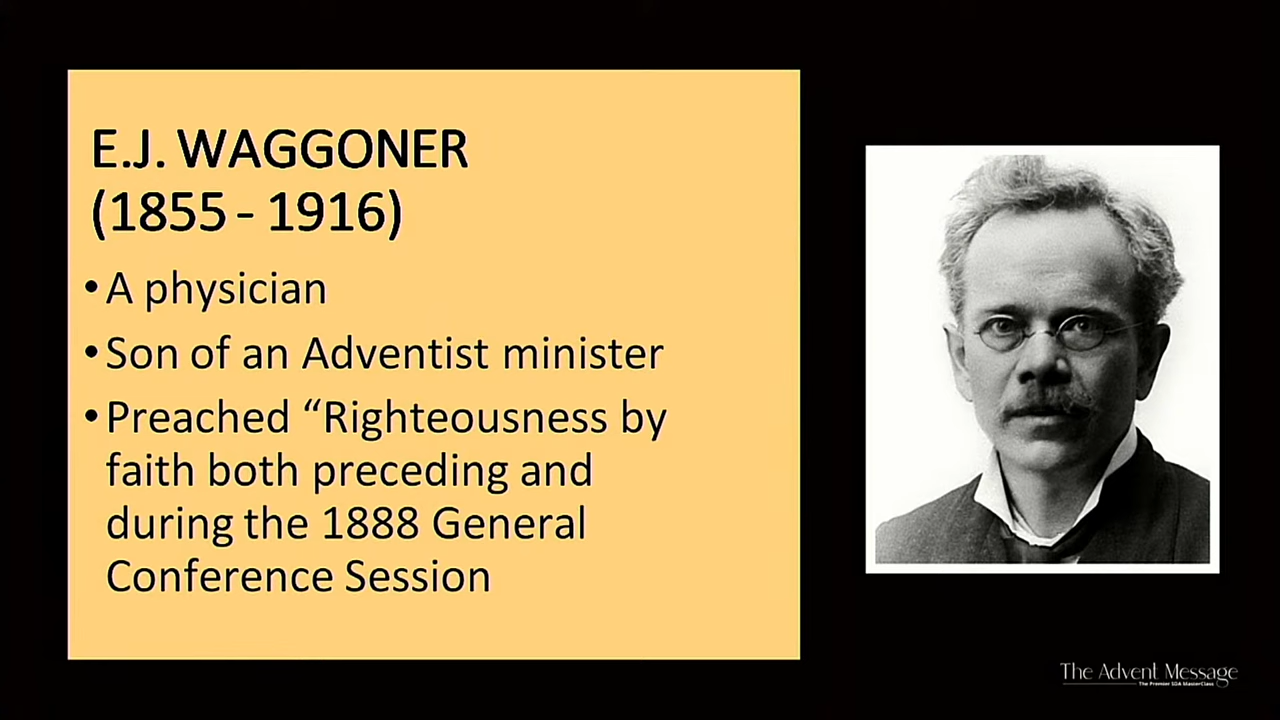 E.J. WAGGONER
(1855 - 1916)
•A physician
•Son of an Adventist minister
•Preached “Righteousness by
faith both preceding and
during the 1888 General
Conference Session
The Advent Message
The Premier SDA MasterClass